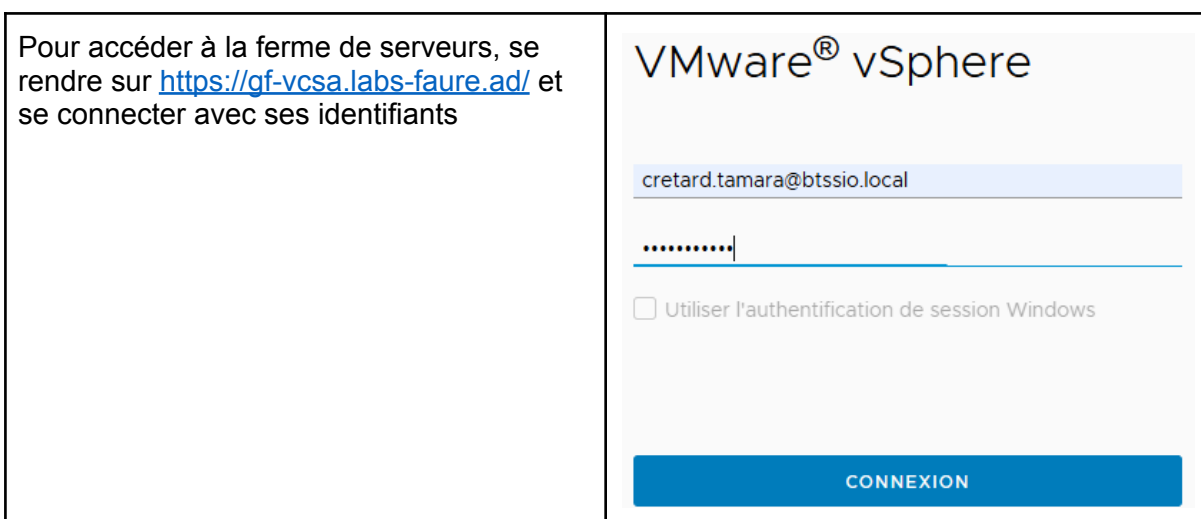 Pour accéder à la ferme de serveurs, se
rendre sur https://gf-vcsa.labs-faure.ad/ et
se connecter avec ses identifiants
VMware® vSphere
cretard.tamara@btssio.local
•••••••••••
Utiliser l'authentification de session Windows
CONNEXION